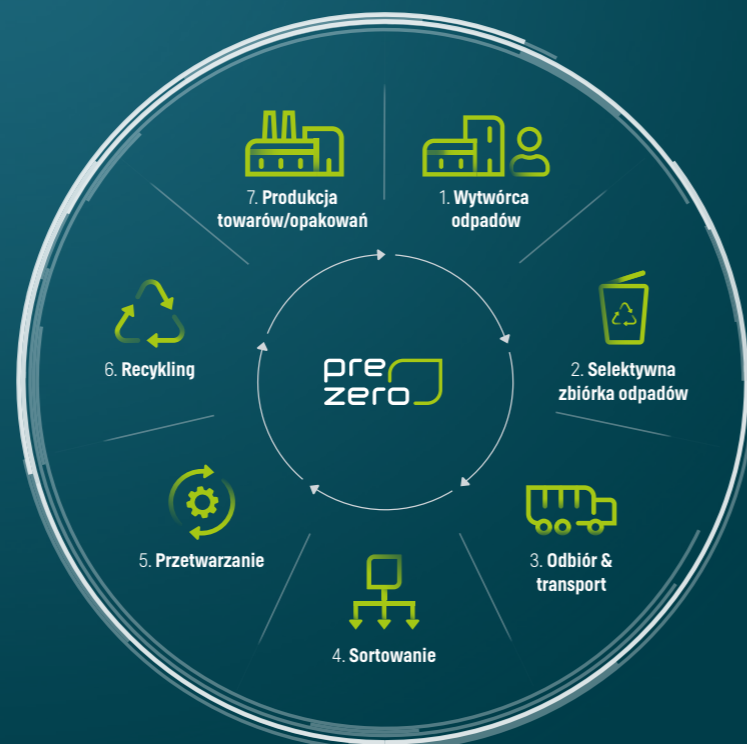 7. Produkcja
towarów/opakowań
1. Wytwórca
odpadów
6. Recykling
pre
zero
2. Selektywna
zbiórka odpadów
5. Przetwarzanie
3. Odbiór &
transport
4. Sortowanie